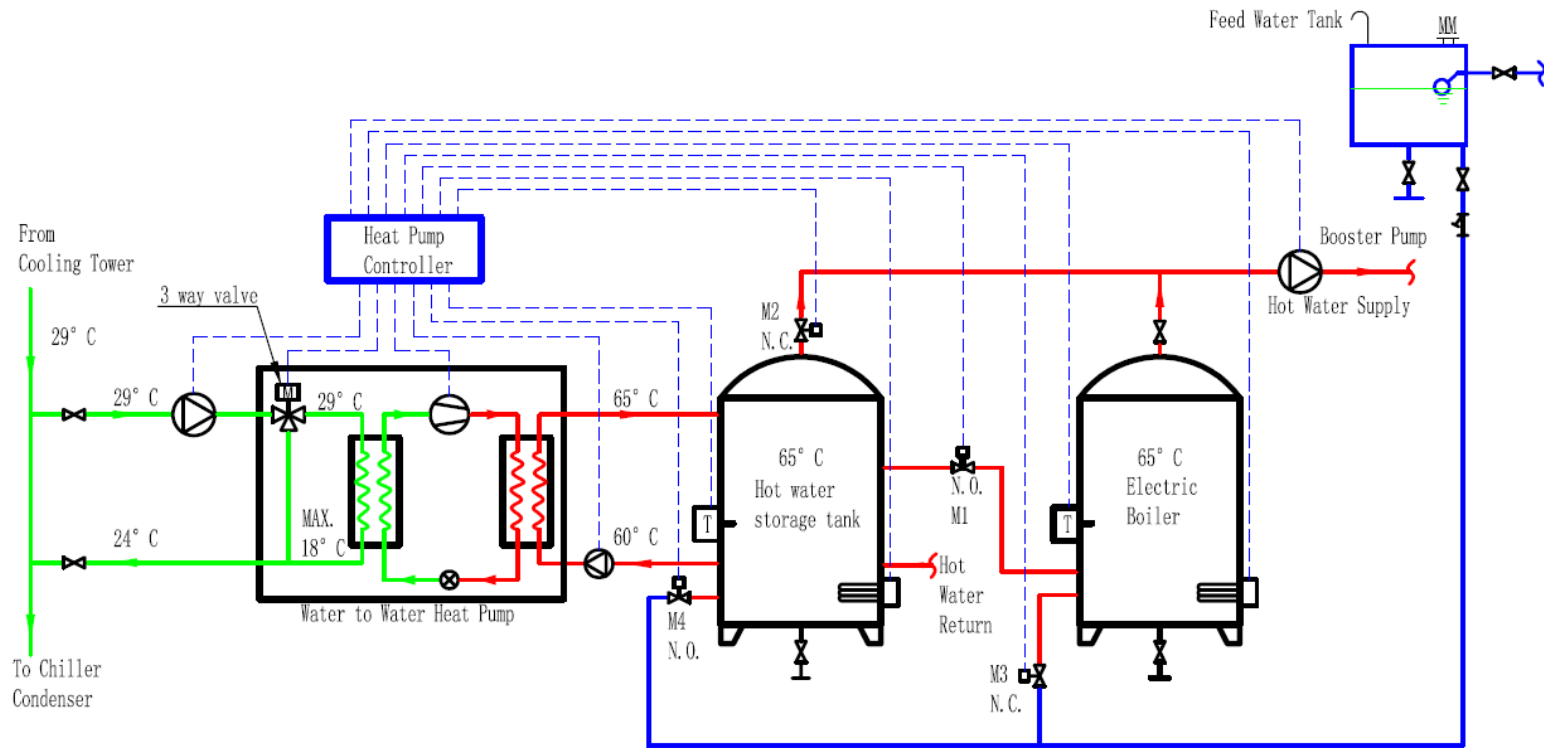 Feed Water Tank
MM
From
Cooling Tower
Heat Pump
Controller
Booster Pump
Hot Water Supply
3 way valve
29° C
M2
N.C.
29° C
M
29° C
65° C
65° C
Hot water
storage tank
N.O.
M1
65° C
Electric
Boiler
T
T
MAX.
18° C
24° C
60° C
Hot
Water
Return
Water to Water Heat Pump
M4
N.O.
M3
N.C.
To Chiller
Condenser